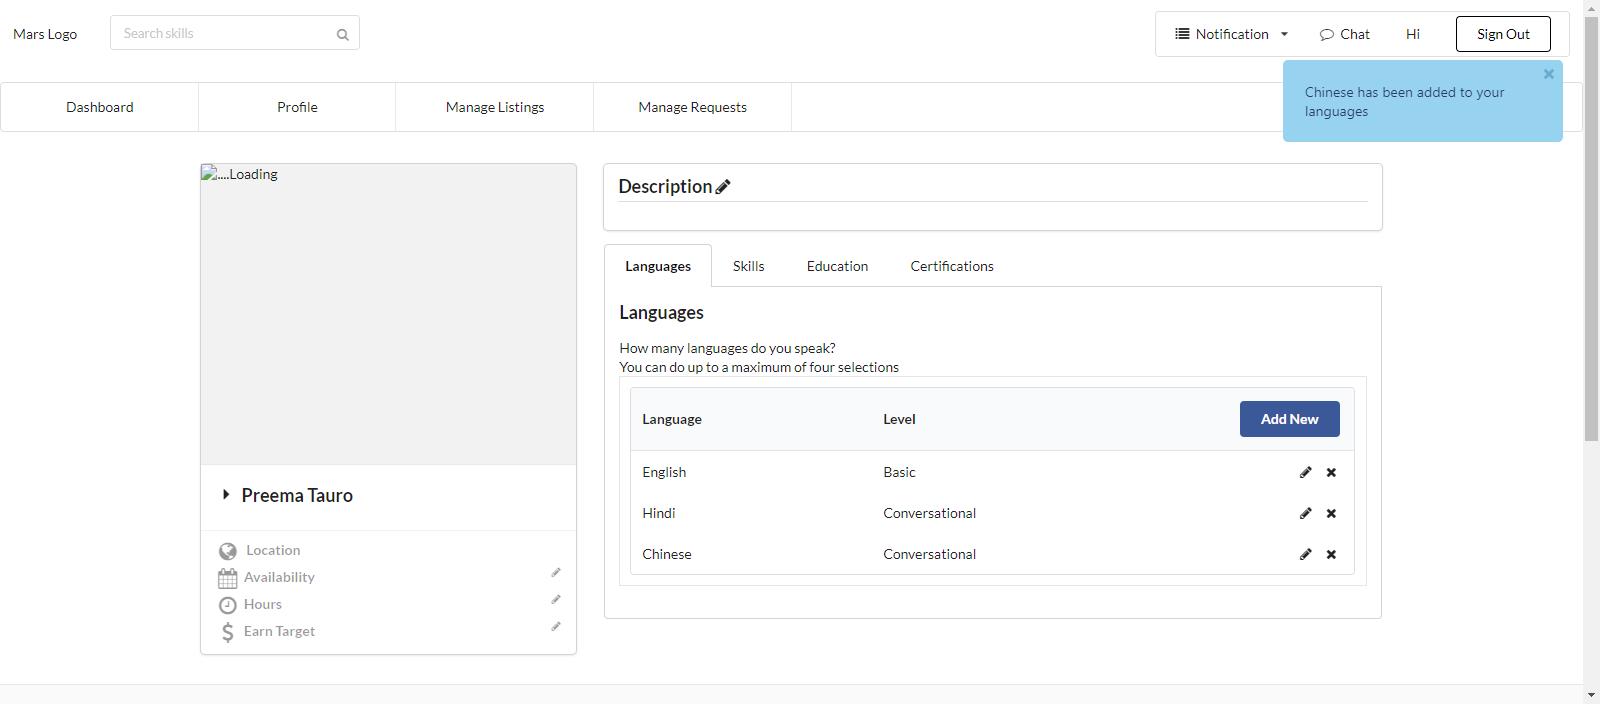 Mars Logo
Search skills
Notification
Chat
Hi
Sign Out
Chinese has been added to your
languages
Dashboard
Profile
Manage Listings
Manage Requests
....Loading
Preema Tauro
Location
Availability
Hours
Earn Target
Description
Languages
Skills
Education
Certifications
Languages
How many languages do you speak?
You can do up to a maximum of four selections
Language Level Add New
English Basic
Hindi Conversational
Chinese Conversational